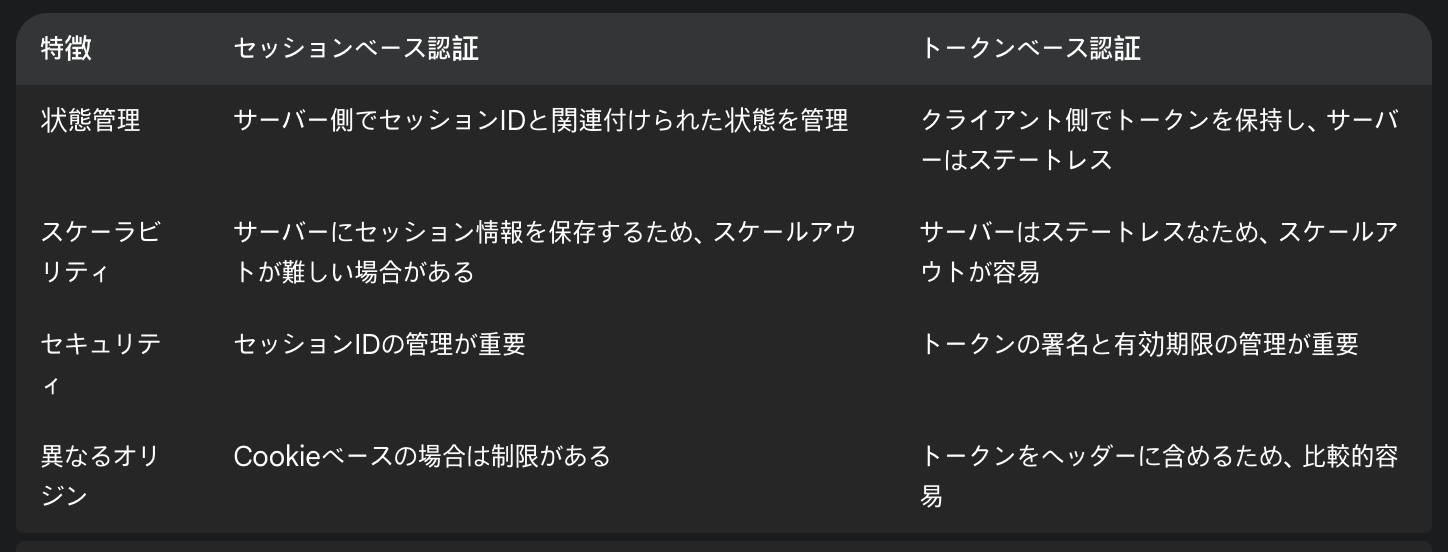 特徴 セッションベース認証 トークンベース認証
状態管理 サーバー側でセッションIDと関連付けられた状態を管理 クライアント側でトークンを保持し、サーバ
ーはステートレス
スケーラビ サーバーにセッション情報を保存するため、スケールアウ サーバーはステートレスなため、スケールア
リティ トが難しい場合がある ウトが容易
セキュリテ セッションIDの管理が重要 トークンの署名と有効期限の管理が重要
ィ
異なるオリ Cookieベースの場合は制限がある トークンをヘッダーに含めるため、比較的容
ジン 易